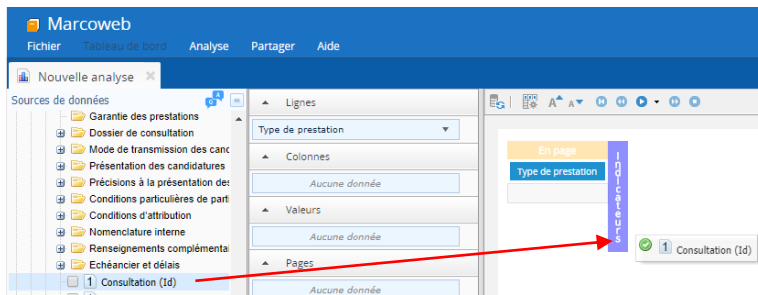 Marcoweb
Fichier Tableau de bord Analyse Partager Aide
Nouvelle analyse
Sources de données
Garantie des prestations
Dossier de consultation
Mode de transmission des canc
Présentation des candidatures
Précisions à la présentation des
Conditions particulières de parti
Conditions d'attribution
Nomenclature interne
Renseignements complémentai
Echéancier et délais
1 Consultation (Id)
Lignes
Type de prestation
Colonnes
Aucune donnée
Valeurs
Aucune donnée
Pages
Aucune donnée
A A
En page
Type de prestation
Indicateurs
1 Consultation (Id)